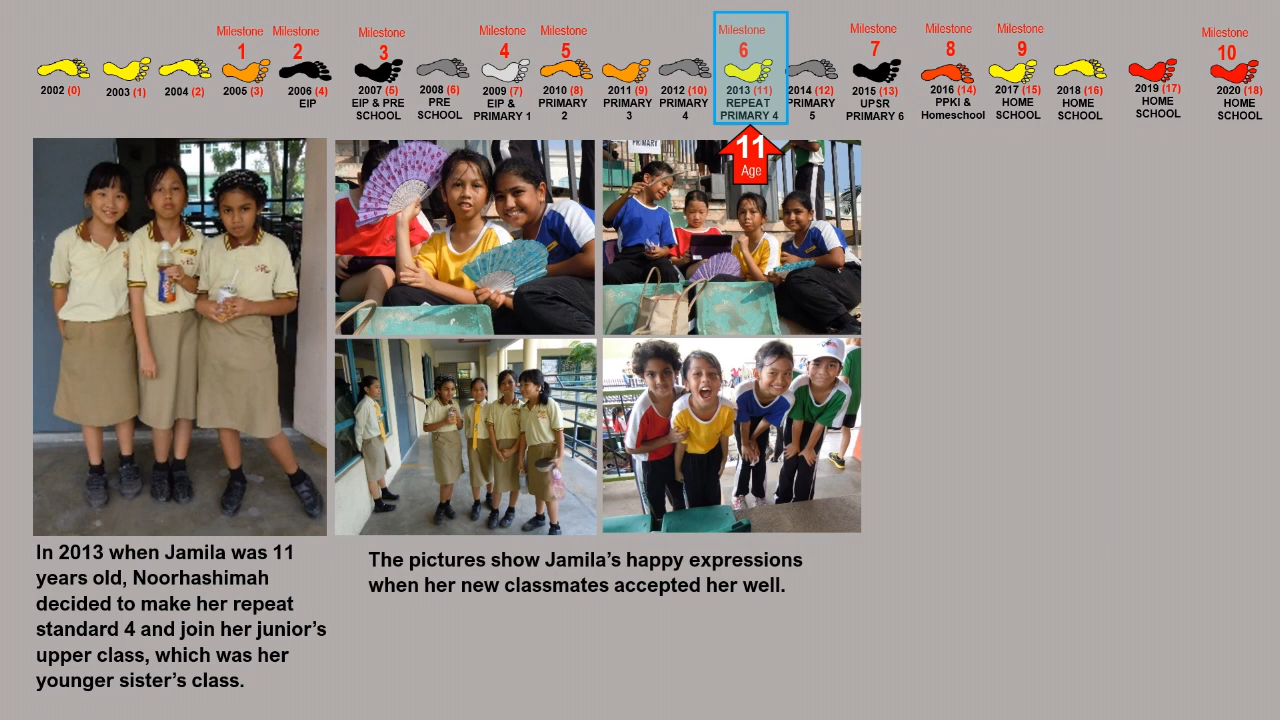 Milestone Milestone Milestone Milestone Milestone Milestone Milestone Milestone Milestone Milestone
1 2 3 4 5 6 7 8 9 10
2002 (0)
2003 (1)
2004 (2)
2005 (3)
2006 (4)
EIP
2007 (5)
EIP & PRE
SCHOOL
2008 (6)
PRE
SCHOOL
2009 (7)
EIP &
PRIMARY 1
2010 (8)
PRIMARY
2
2011 (9)
PRIMARY
3
2012 (10)
PRIMARY
4
2013 (11)
REPEAT
PRIMARY 4
2014 (12)
PRIMARY
5
2015 (13)
UPSR
PRIMARY 6
2016 (14)
PPKI &
Homeschool
2017 (15)
HOME
SCHOOL
2018 (16)
HOME
SCHOOL
2019 (17)
HOME
SCHOOL
2020 (18)
HOME
SCHOOL
11
Age
PRIMARY
In 2013 when Jamila was 11
years old, Noorhashimah
decided to make her repeat
standard 4 and join her junior’s
upper class, which was her
younger sister’s class.
The pictures show Jamila’s happy expressions
when her new classmates accepted her well.